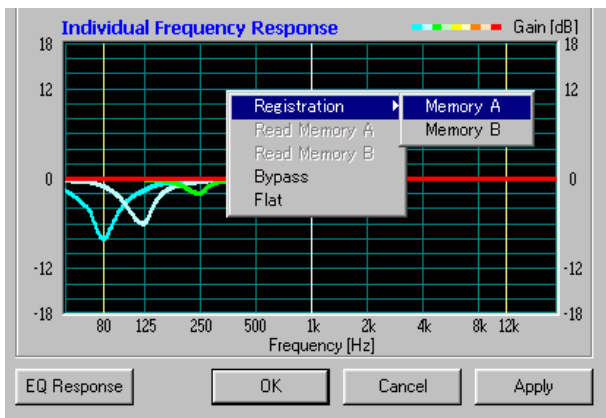 Individual Frequency Response Gain [dB]
18 18
12 12
Registration Memory A
Read Memory A Memory B
Read Memory B
Bypass
0 0
Flat
-12 -12
-18 -18
80 125 250 500 1k 2k 4k 8k 12k
Frequency [Hz]
EQ Response OK Cancel Apply